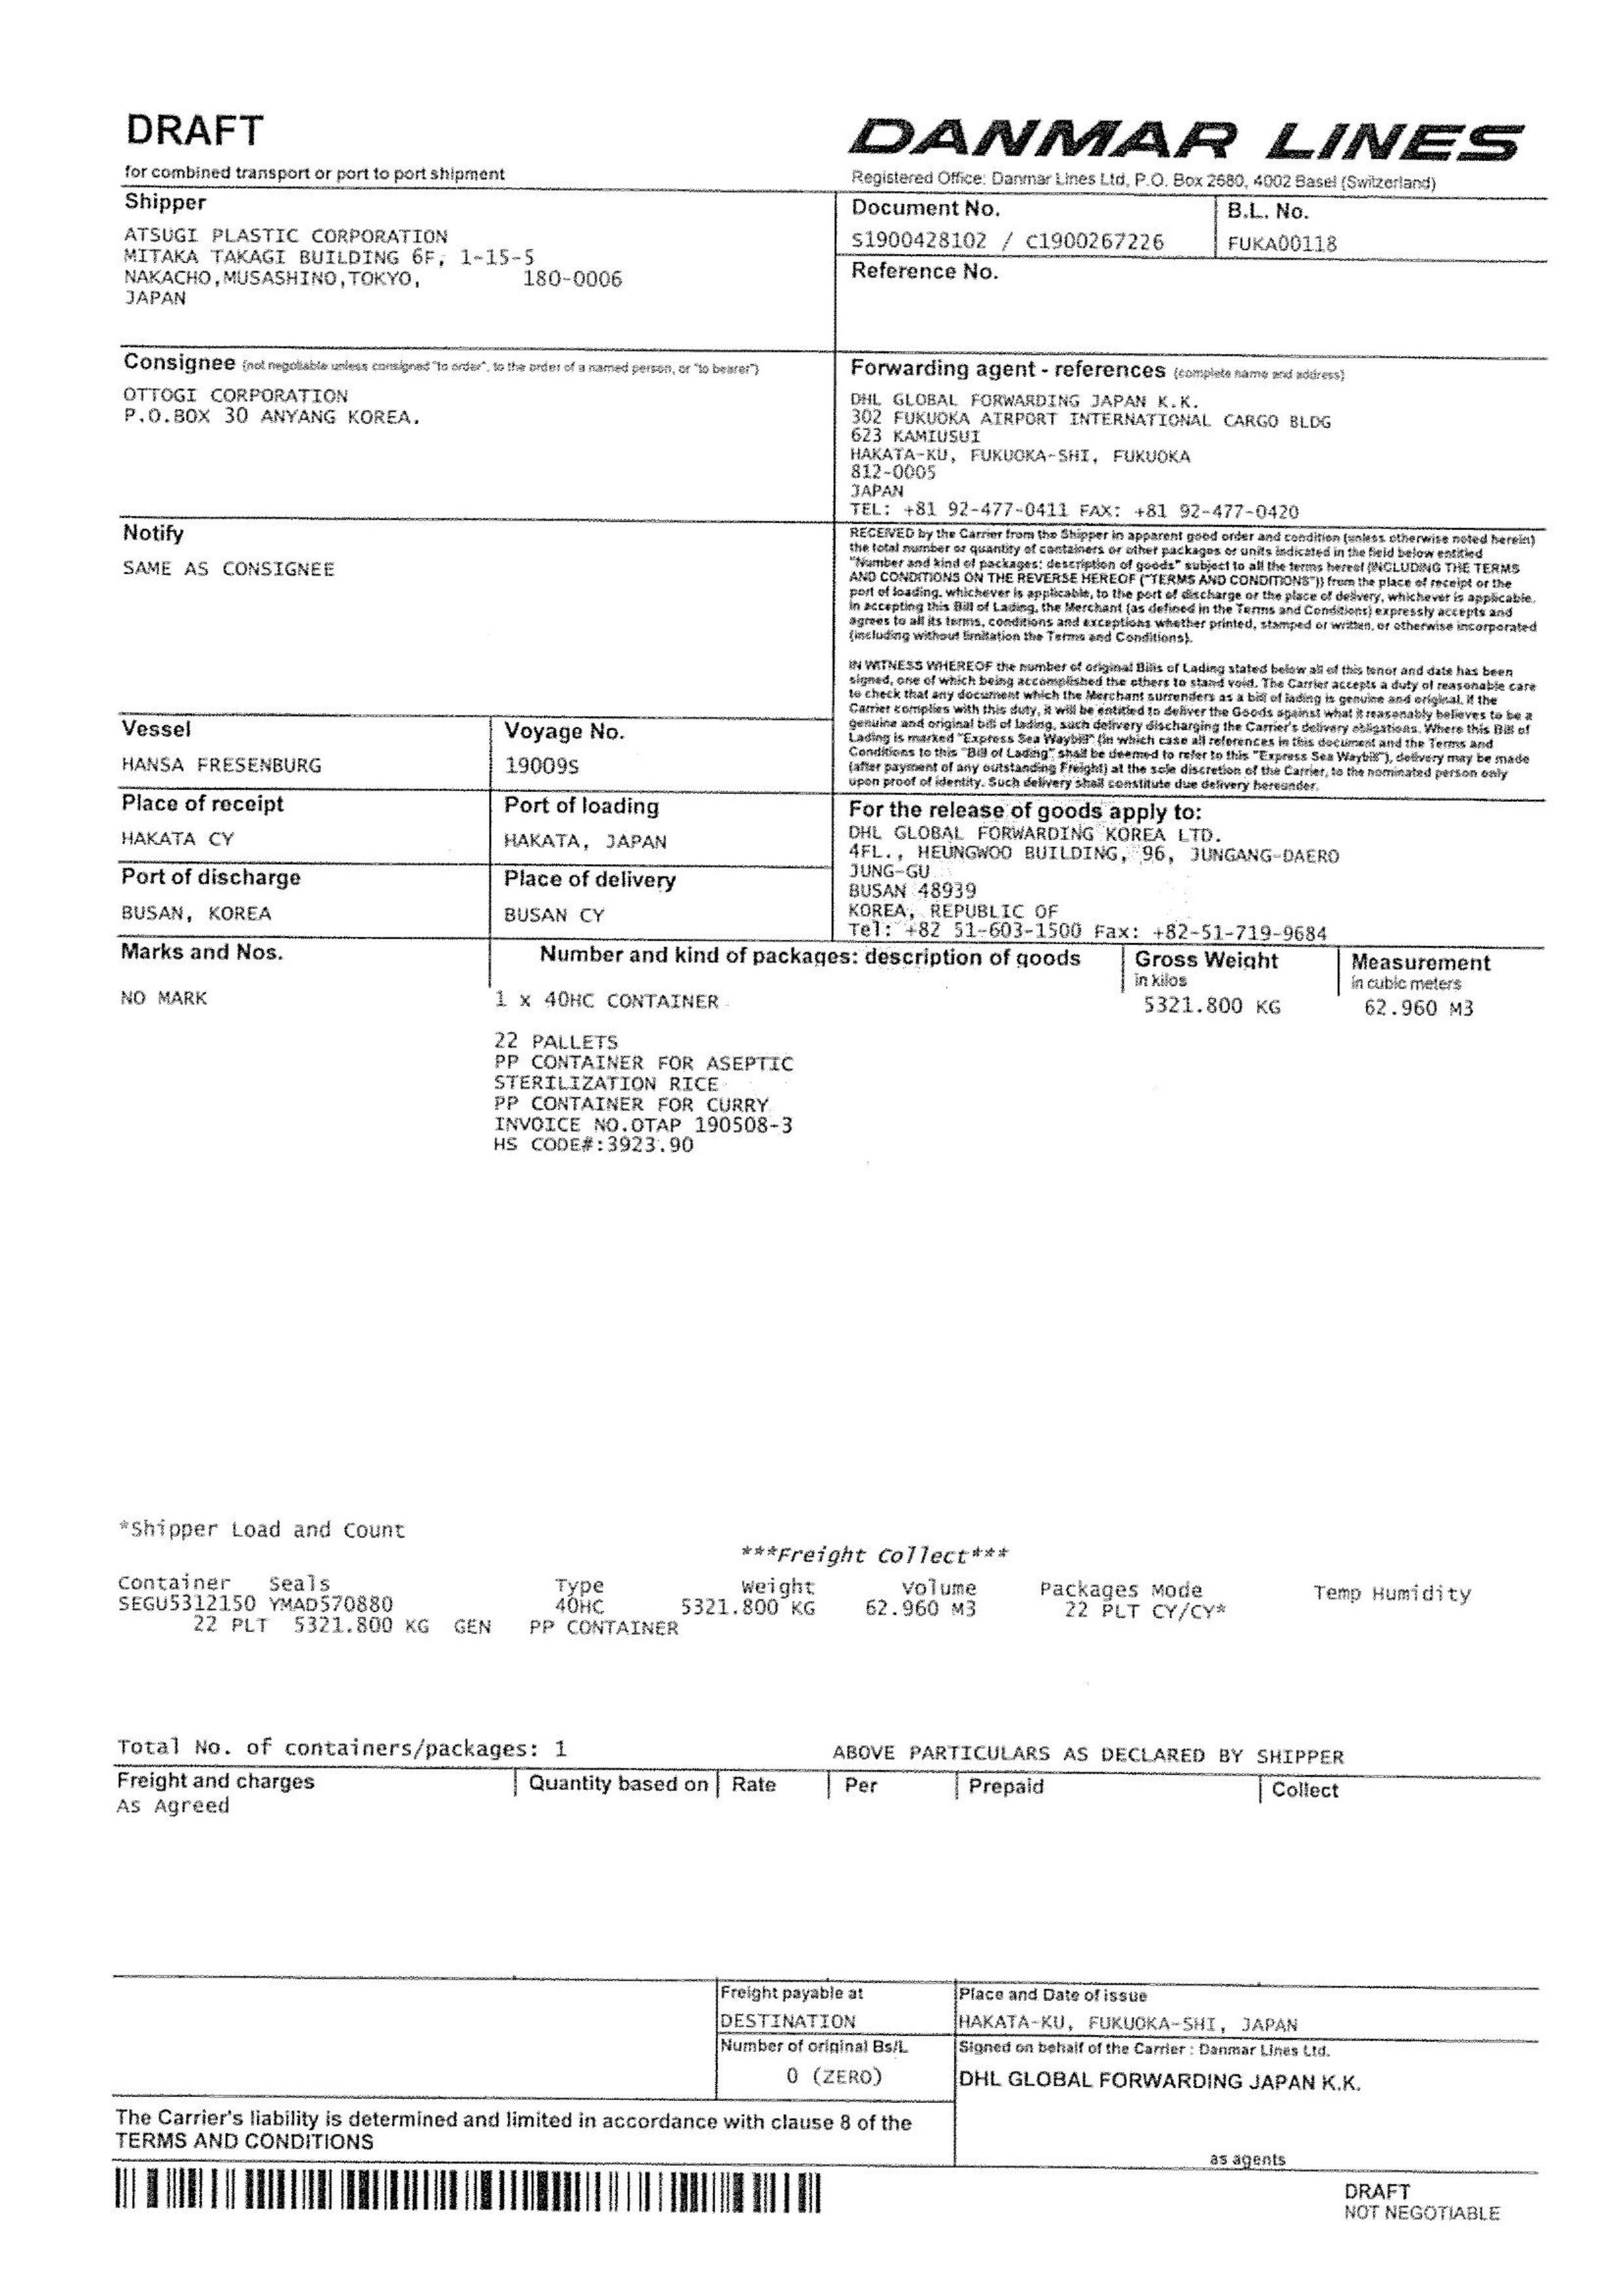 DRAFT
for combined transport or port to port shipment
DANMAR LINES
Registered Office: Danmar Lines Ltd, P.O. Box 2680, 4002 Basel (Switzerland)
Shipper
ATSUGI PLASTIC CORPORATION
MITAKA TAKAGI BUILDING 6F, 1-15-5
NAKACHO,MUSASHINO,TOKYO, 180-0006
JAPAN
Document No.
S1900428102 / C1900267226
B.L. No.
FUKA00118
Reference No.
Consignee (not negotiable unless consigned "to order", to the order of a named person, or "to bearer")
OTTOGI CORPORATION
P.O.BOX 30 ANYANG KOREA.
Forwarding agent - references (complete name and address)
DHL GLOBAL FORWARDING JAPAN K.K.
302 FUKUOKA AIRPORT INTERNATIONAL CARGO BLDG
623 KAMIUSUI
HAKATA-KU, FUKUOKA-SHI, FUKUOKA
812-0005
JAPAN
TEL: +81 92-477-0411 FAX: +81 92-477-0420
Notify
SAME AS CONSIGNEE
RECEIVED by the Carrier from the Shipper in apparent good order and condition (unless otherwise noted herein)
the total number or quantity of containers or other packages or units indicated in the field below entitled
"Number and kind of packages: description of goods" subject to all the terms hereof (INCLUDING THE TERMS
AND CONDITIONS ON THE REVERSE HEREOF ("TERMS AND CONDITIONS")) from the place of receipt or the
port of loading, whichever is applicable, to the port of discharge or the place of delivery, whichever is applicable.
In accepting this Bill of Lading, the Merchant (as defined in the Terms and Conditions) expressly accepts and
agrees to all its terms, conditions and exceptions whether printed, stamped or written, or otherwise incorporated
(including without limitation the Terms and Conditions).
IN WITNESS WHEREOF the number of original Bills of Lading stated below all of this tenor and date has been
signed, one of which being accomplished the others to stand void. The Carrier accepts a duty of reasonable care
to check that any document which the Merchant surrenders as a bill of lading is genuine and original. If the
Carrier complies with this duty, it will be entitled to deliver the Goods against what it reasonably believes to be a
genuine and original bill of lading, such delivery discharging the Carrier's delivery obligations. Where this Bill of
Lading is marked "Express Sea Waybill" (in which case all references in this document and the Terms and
Conditions to this "Bill of Lading" shall be deemed to refer to this "Express Sea Waybill"), delivery may be made
(after payment of any outstanding Freight) at the sole discretion of the Carrier, to the nominated person only
upon proof of identity. Such delivery shall constitute due delivery hereunder.
Vessel
HANSA FRESENBURG
Voyage No.
19009S
Place of receipt
HAKATA CY
Port of loading
HAKATA, JAPAN
Port of discharge
BUSAN, KOREA
Place of delivery
BUSAN CY
For the release of goods apply to:
DHL GLOBAL FORWARDING KOREA LTD.
4FL., HEUNGWOO BUILDING, 96, JUNGANG-DAERO
JUNG-GU
BUSAN 48939
KOREA, REPUBLIC OF
Tel: +82 51-603-1500 Fax: +82-51-719-9684
Marks and Nos.
Number and kind of packages: description of goods
Gross Weight
in kilos
Measurement
in cubic meters
NO MARK
1 x 40HC CONTAINER
5321.800 KG
62.960 M3
22 PALLETS
PP CONTAINER FOR ASEPTIC
STERILIZATION RICE
PP CONTAINER FOR CURRY
INVOICE NO.OTAP 190508-3
HS CODE#:3923.90
*Shipper Load and Count
***Freight Collect***
Container Seals Type Weight Volume Packages Mode Temp Humidity
SEGU5312150 YMAD570880 40HC 5321.800 KG 62.960 M3 22 PLT CY/CY*
22 PLT 5321.800 KG GEN PP CONTAINER
Total No. of containers/packages: 1
ABOVE PARTICULARS AS DECLARED BY SHIPPER
Freight and charges
Quantity based on
Rate
Per
Prepaid
Collect
As Agreed
Freight payable at
DESTINATION
Place and Date of issue
HAKATA-KU, FUKUOKA-SHI, JAPAN
Number of original Bs/L
0 (ZERO)
Signed on behalf of the Carrier : Danmar Lines Ltd.
DHL GLOBAL FORWARDING JAPAN K.K.
The Carrier's liability is determined and limited in accordance with clause 8 of the
TERMS AND CONDITIONS
as agents
DRAFT
NOT NEGOTIABLE